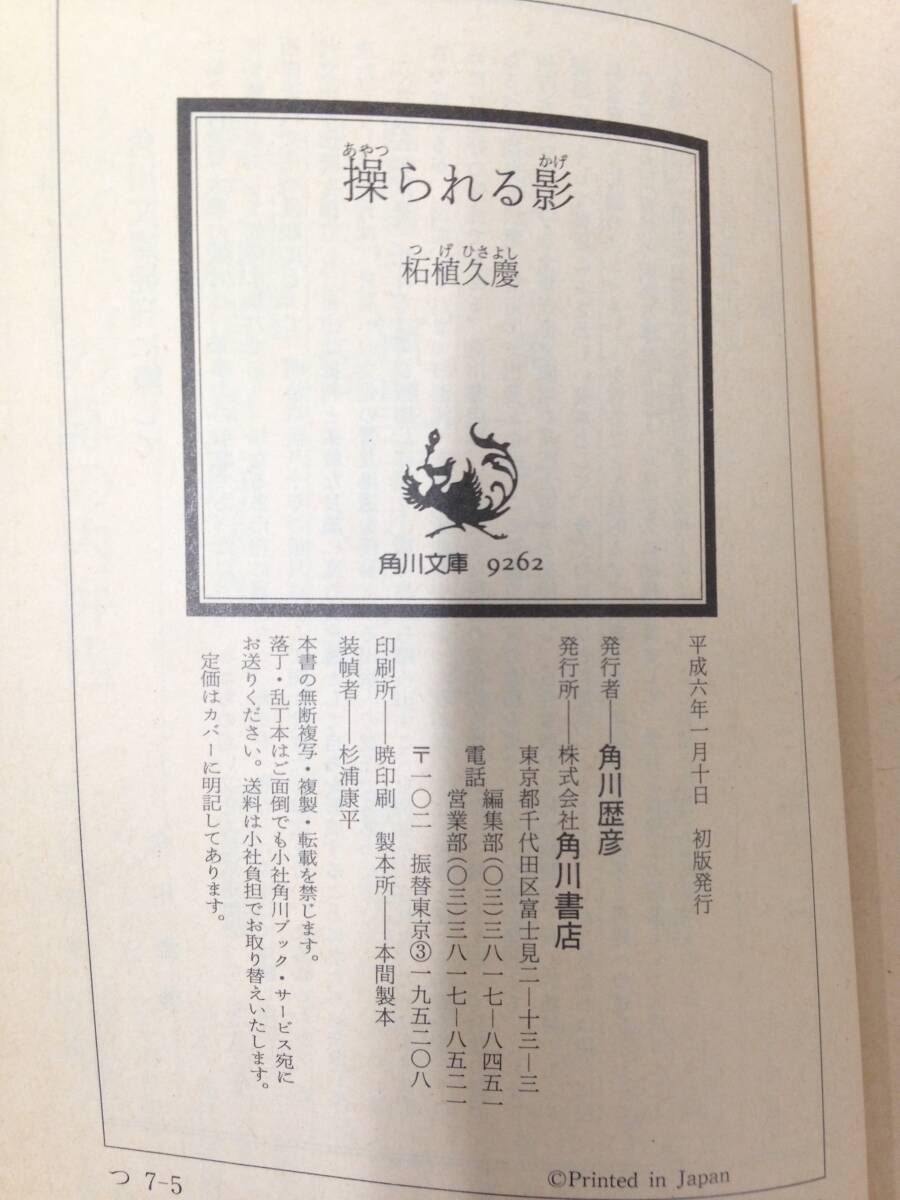 操られる影
あやつ
かげ
柘植久慶
つげ ひさよし
角川文庫 9262
平成六年一月十日 初版発行
発行者──角川歴彦
発行所──株式会社角川書店
東京都千代田区富士見二─十三─三
電話 編集部(〇三)三八一七─八四五一
営業部(〇三)三八一七─八五二一
〒一〇二 振替東京③一九五二〇八
印刷所──暁印刷 製本所──本間製本
装幀者──杉浦康平
本書の無断複写・複製・転載を禁じます。
落丁・乱丁本はご面倒でも小社角川ブック・サービス宛に
お送りください。送料は小社負担でお取り替えいたします。
定価はカバーに明記してあります。
つ 7-5
©Printed in Japan